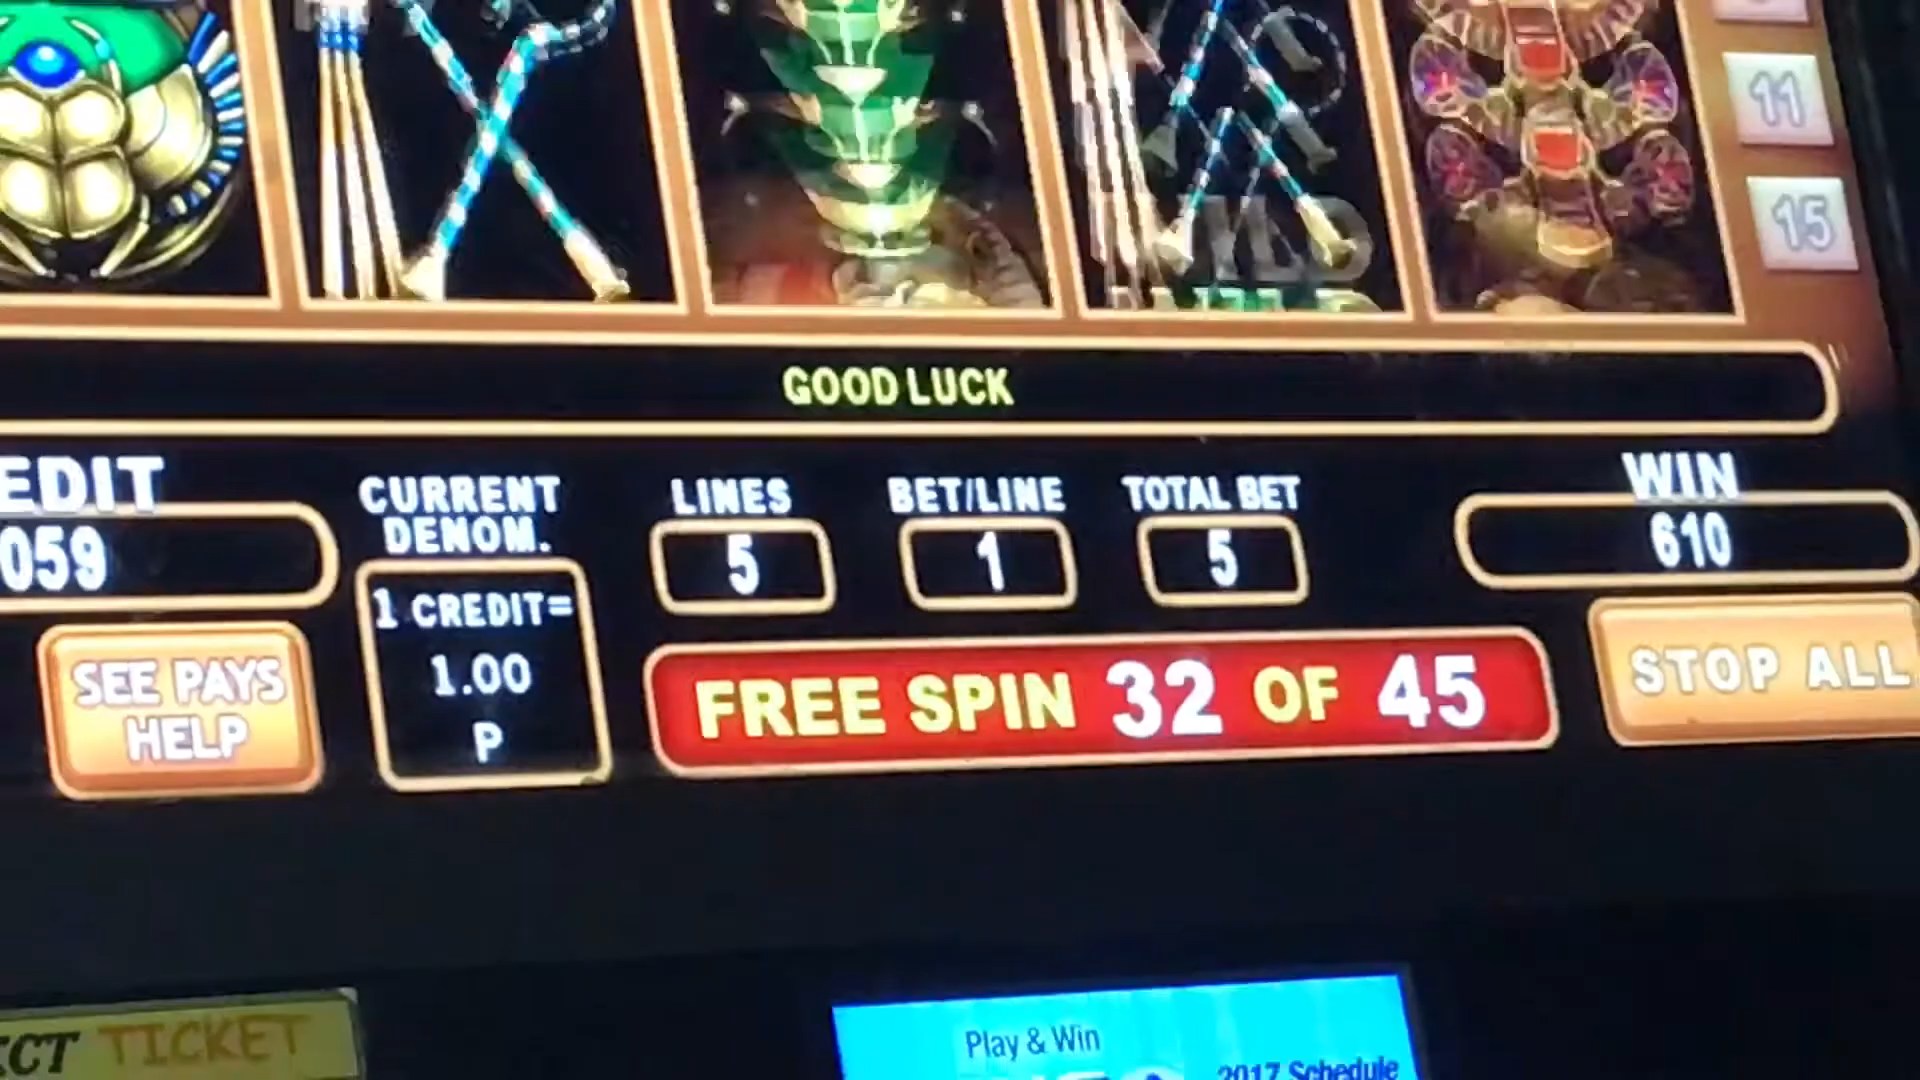 11
15
WILD
GOOD LUCK
EDIT
059
CURRENT
DENOM.
1 CREDIT=
1.00
P
LINES
5
BET/LINE
1
TOTAL BET
5
WIN
610
SEE PAYS
HELP
FREE SPIN 32 OF 45
STOP ALL
TICKET
Play & Win
2017 Schedule